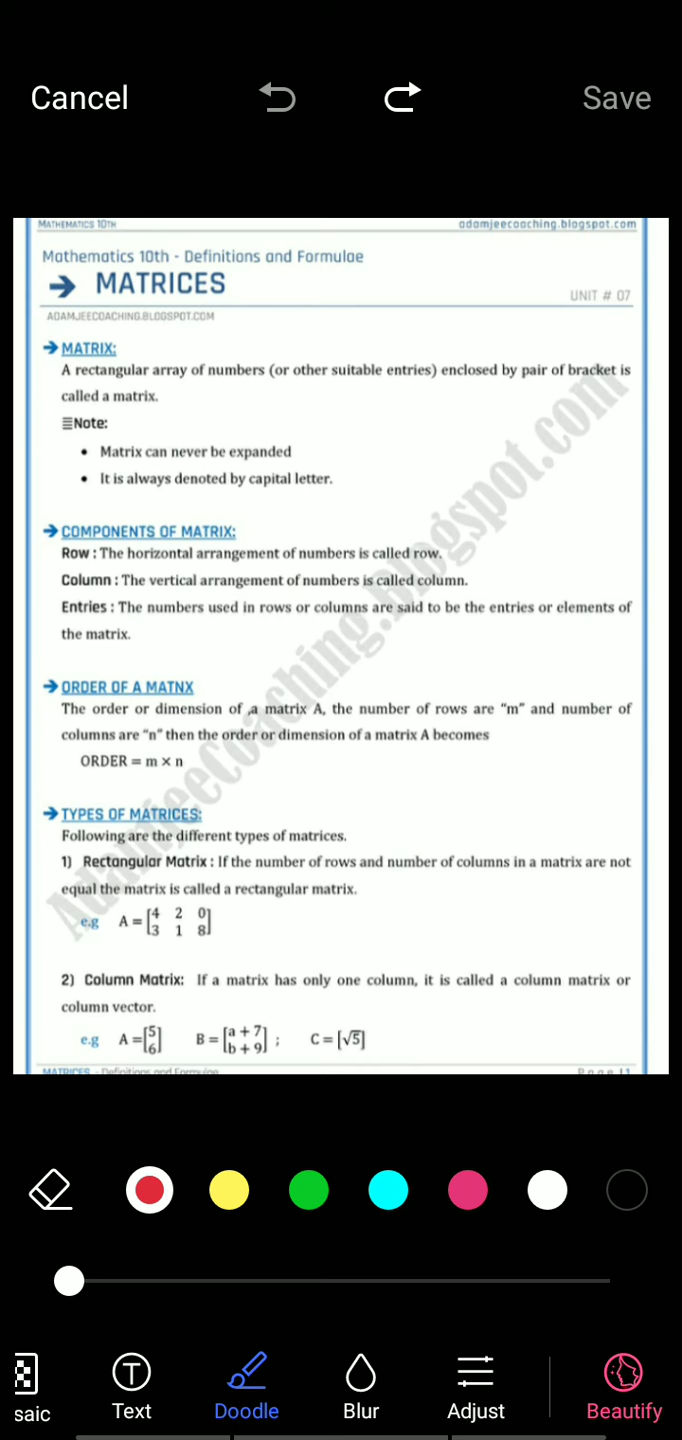 Cancel
Save
MATHEMATICS 10TH
adamjeecoaching.blogspot.com
Mathematics 10th - Definitions and Formulae
➔ MATRICES
UNIT # 07
ADAMJEECOACHING.BLOGSPOT.COM
➔ MATRIX:
A rectangular array of numbers (or other suitable entries) enclosed by pair of bracket is
called a matrix.
Note:
• Matrix can never be expanded
• It is always denoted by capital letter.
➔ COMPONENTS OF MATRIX:
Row : The horizontal arrangement of numbers is called row.
Column : The vertical arrangement of numbers is called column.
Entries : The numbers used in rows or columns are said to be the entries or elements of
the matrix.
➔ ORDER OF A MATNX
The order or dimension of ,a matrix A, the number of rows are “m” and number of
columns are “n” then the order or dimension of a matrix A becomes
ORDER = m × n
➔ TYPES OF MATRICES:
Following are the different types of matrices.
1) Rectangular Matrix : If the number of rows and number of columns in a matrix are not
equal the matrix is called a rectangular matrix.
e.g A = [4 2 0
3 1 8]
2) Column Matrix: If a matrix has only one column, it is called a column matrix or
column vector.
e.g A =[5 B = [a + 7 C = [√5]
6] b + 9] ;
MATRICES - Definitions and Formulae
Page | 1
AdamjeeCoaching.blogspot.com
saic
Text
Doodle
Blur
Adjust
Beautify